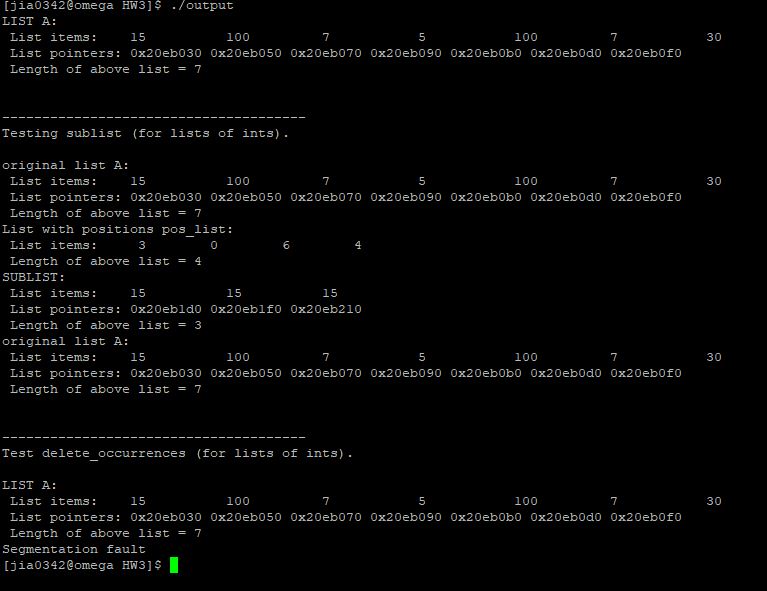 [jia0342@omega HW3]$ ./output
LIST A:
List items: 15 100 7 5 100 7 30
List pointers: 0x20eb030 0x20eb050 0x20eb070 0x20eb090 0x20eb0b0 0x20eb0d0 0x20eb0f0
Length of above list = 7
--------------------------------------
Testing sublist (for lists of ints).
original list A:
List items: 15 100 7 5 100 7 30
List pointers: 0x20eb030 0x20eb050 0x20eb070 0x20eb090 0x20eb0b0 0x20eb0d0 0x20eb0f0
Length of above list = 7
List with positions pos_list:
List items: 3 0 6 4
Length of above list = 4
SUBLIST:
List items: 15 15 15
List pointers: 0x20eb1d0 0x20eb1f0 0x20eb210
Length of above list = 3
original list A:
List items: 15 100 7 5 100 7 30
List pointers: 0x20eb030 0x20eb050 0x20eb070 0x20eb090 0x20eb0b0 0x20eb0d0 0x20eb0f0
Length of above list = 7
--------------------------------------
Test delete_occurrences (for lists of ints).
LIST A:
List items: 15 100 7 5 100 7 30
List pointers: 0x20eb030 0x20eb050 0x20eb070 0x20eb090 0x20eb0b0 0x20eb0d0 0x20eb0f0
Length of above list = 7
Segmentation fault
[jia0342@omega HW3]$